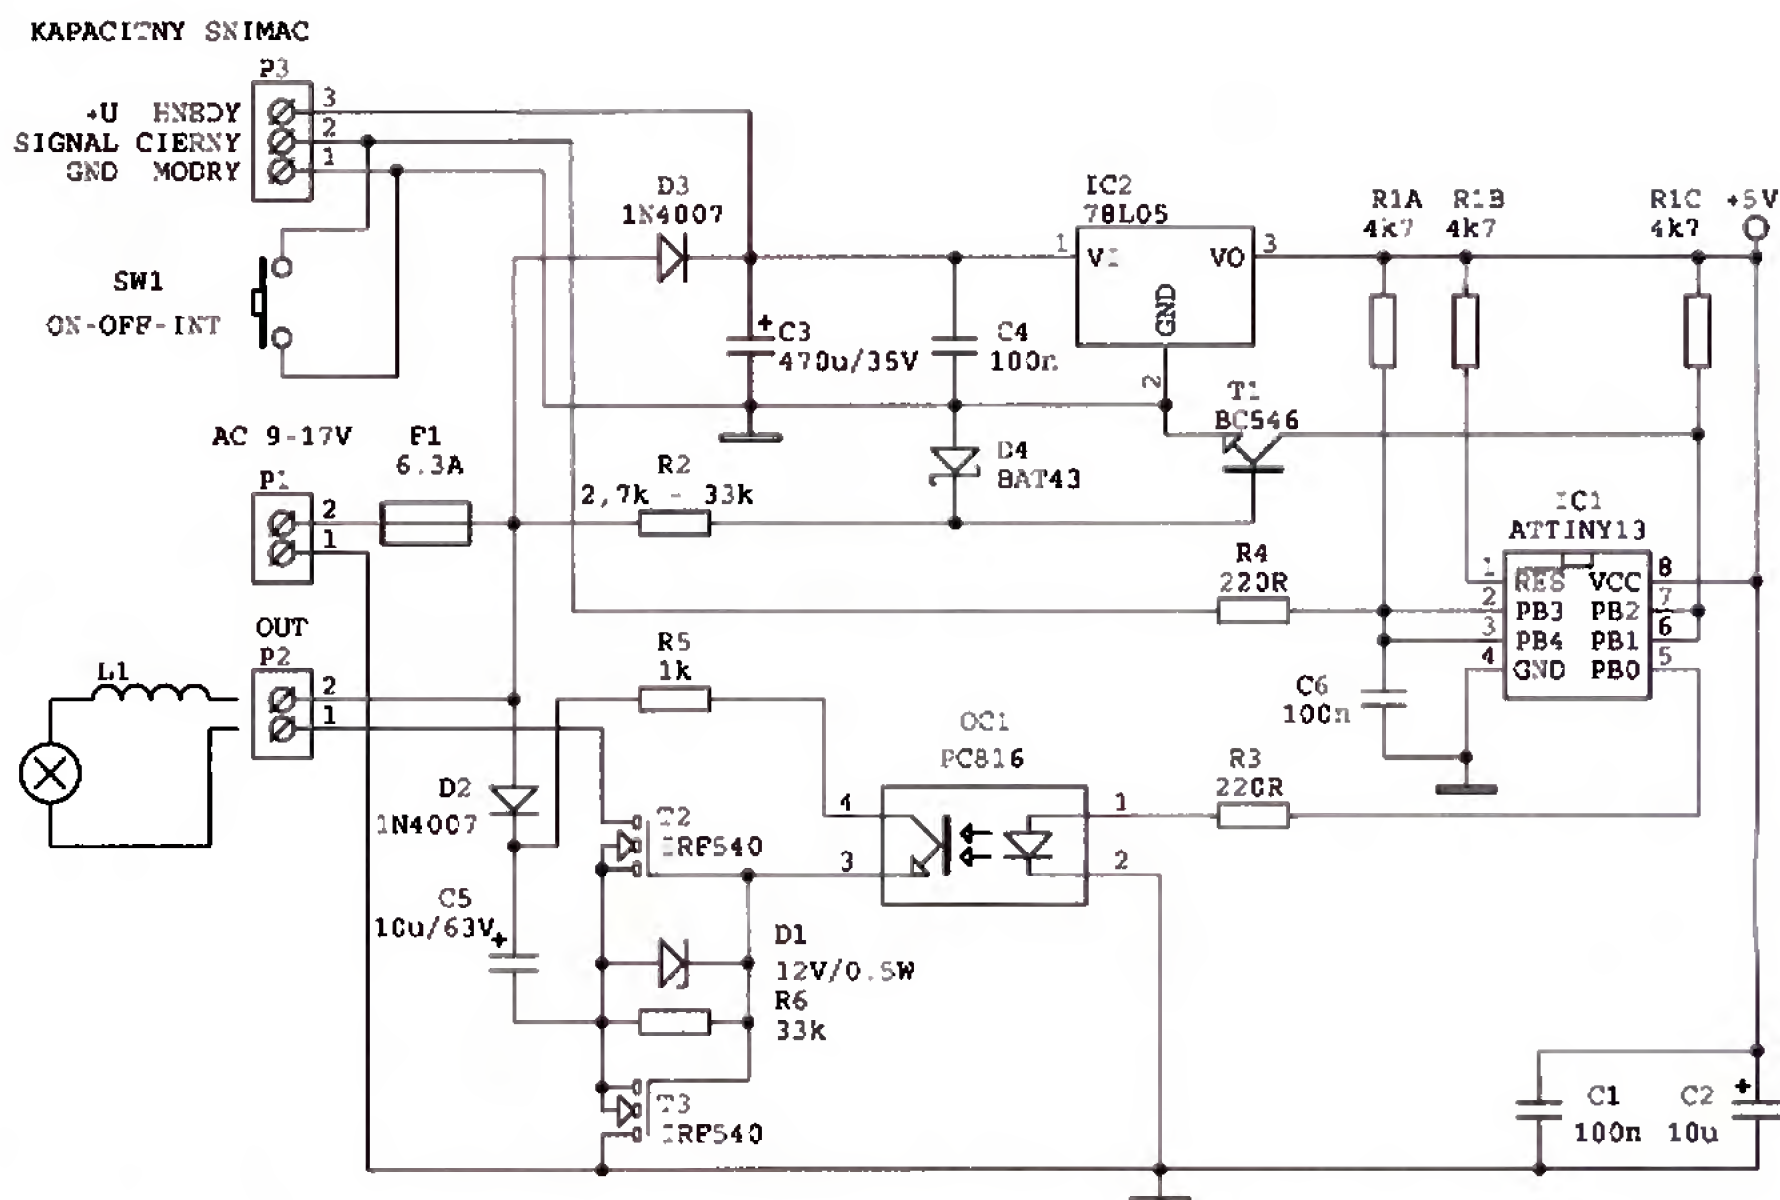 KAPACITNY SNIMAC
P3
+U HNEDY 3
SIGNAL CIERNY 2
GND MODRY 1
SW1
ON-OFF-INT
D3
1N4007
+ C3
470u/35V
C4
100n
IC2
78L05
1 VI VO 3
GND
2
R1A R1B R1C +5V
4k7 4k7 4k7
T1
BC546
AC 9-17V
F1
6.3A
P1
2
1
R2
2,7k - 33k
D4
BAT43
IC1
ATTINY13
1 RES VCC 8
2 PB3 PB2 7
3 PB4 PB1 6
4 GND PB0 5
R4
220R
OUT
P2
2
1
L1
R5
1k
C6
100n
OC1
PC816
4 1
3 2
R3
220R
D2
1N4007
T2
IRF540
C5
10u/63V +
D1
12V/0.5W
R6
33k
T3
IRF540
C1
100n
C2 +
10u